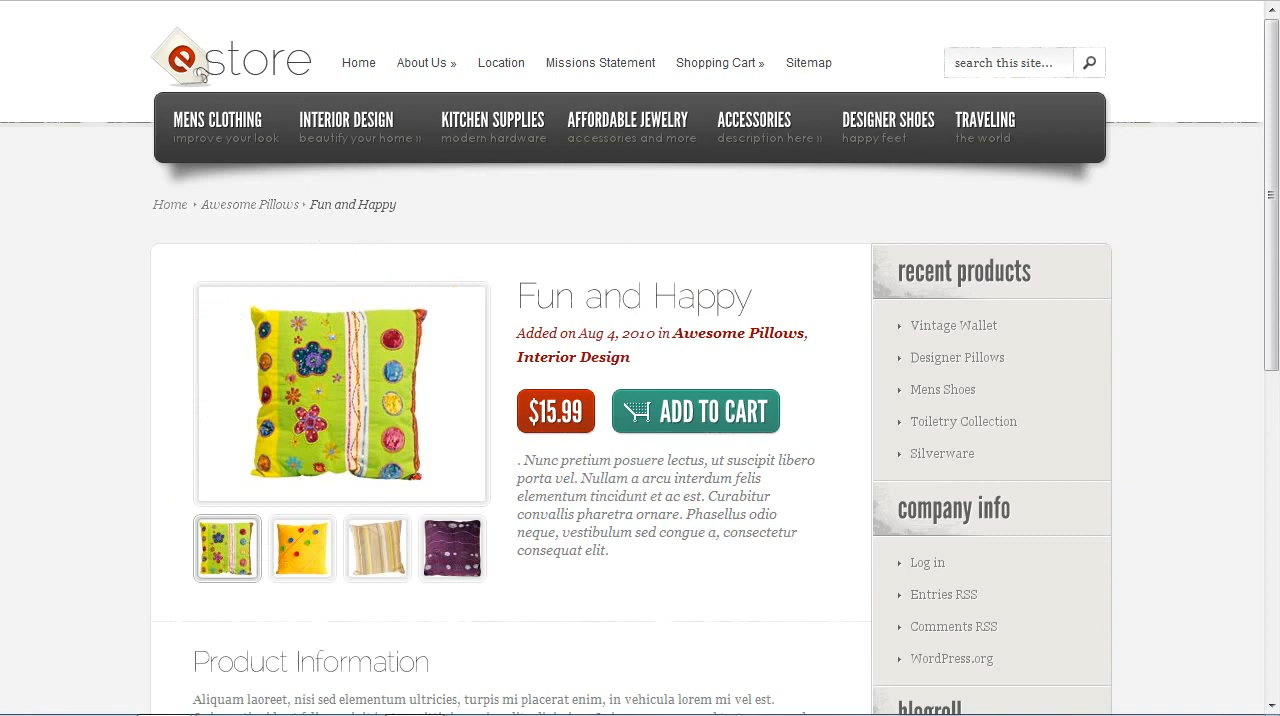 e store
Home About Us » Location Missions Statement Shopping Cart » Sitemap
search this site...
MENS CLOTHING INTERIOR DESIGN KITCHEN SUPPLIES AFFORDABLE JEWELRY ACCESSORIES DESIGNER SHOES TRAVELING
improve your look beautify your home » modern hardware accessories and more description here » happy feet the world
Home Awesome Pillows Fun and Happy
Fun and Happy
Added on Aug 4, 2010 in Awesome Pillows,
Interior Design
$15.99 ADD TO CART
. Nunc pretium posuere lectus, ut suscipit libero
porta vel. Nullam a arcu interdum felis
elementum tincidunt et ac est. Curabitur
convallis pharetra ornare. Phasellus odio
neque, vestibulum sed congue a, consectetur
consequat elit.
Product Information
Aliquam laoreet, nisi sed elementum ultricies, turpis mi placerat enim, in vehicula lorem mi vel est.
recent products
Vintage Wallet
Designer Pillows
Mens Shoes
Toiletry Collection
Silverware
company info
Log in
Entries RSS
Comments RSS
WordPress.org
blogroll